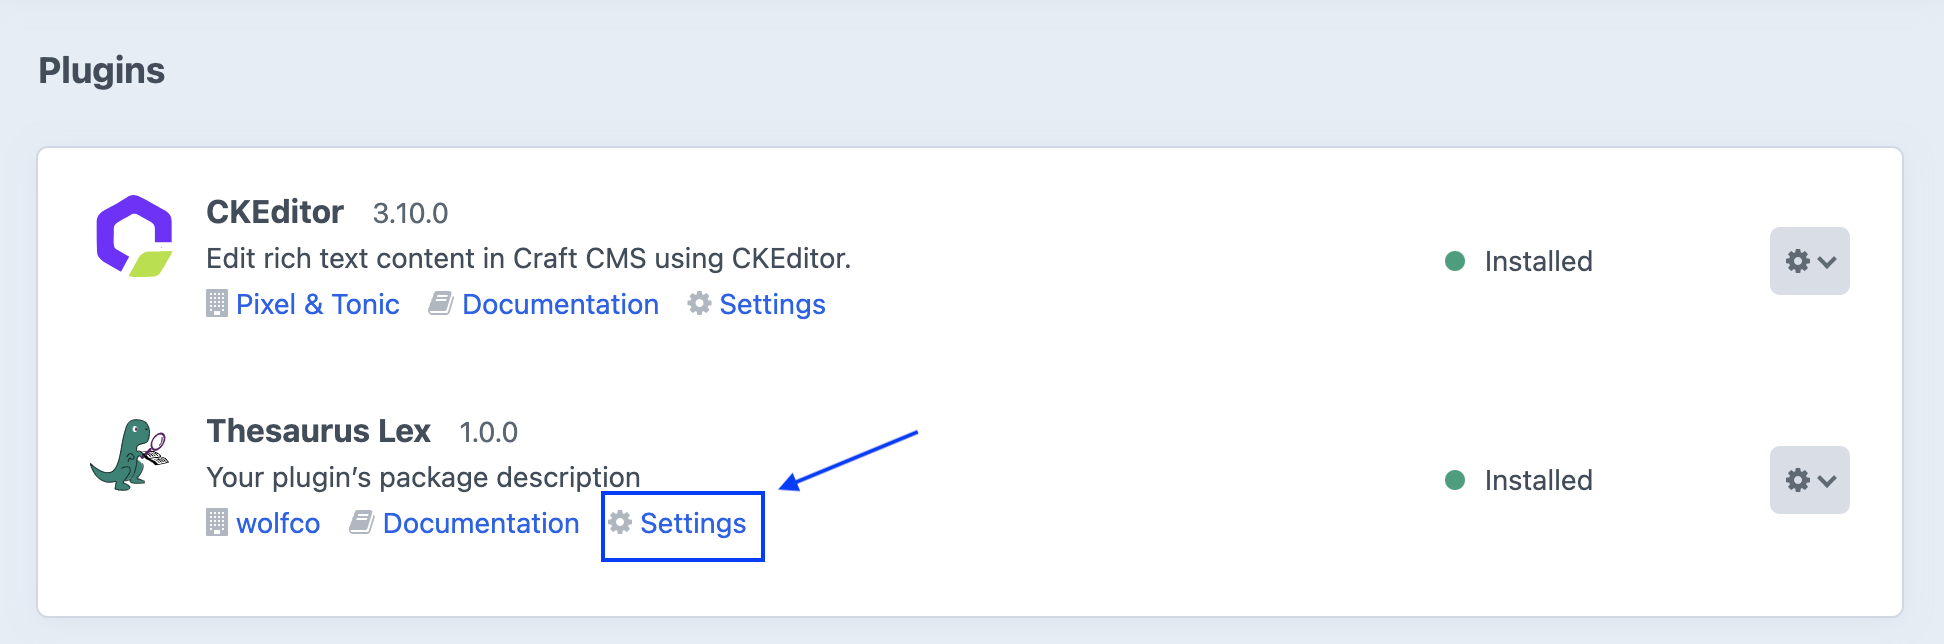 Plugins
CKEditor 3.10.0
Edit rich text content in Craft CMS using CKEditor.
Pixel & Tonic Documentation Settings
Installed
Thesaurus Lex 1.0.0
Your plugin’s package description
wolfco Documentation Settings
Installed